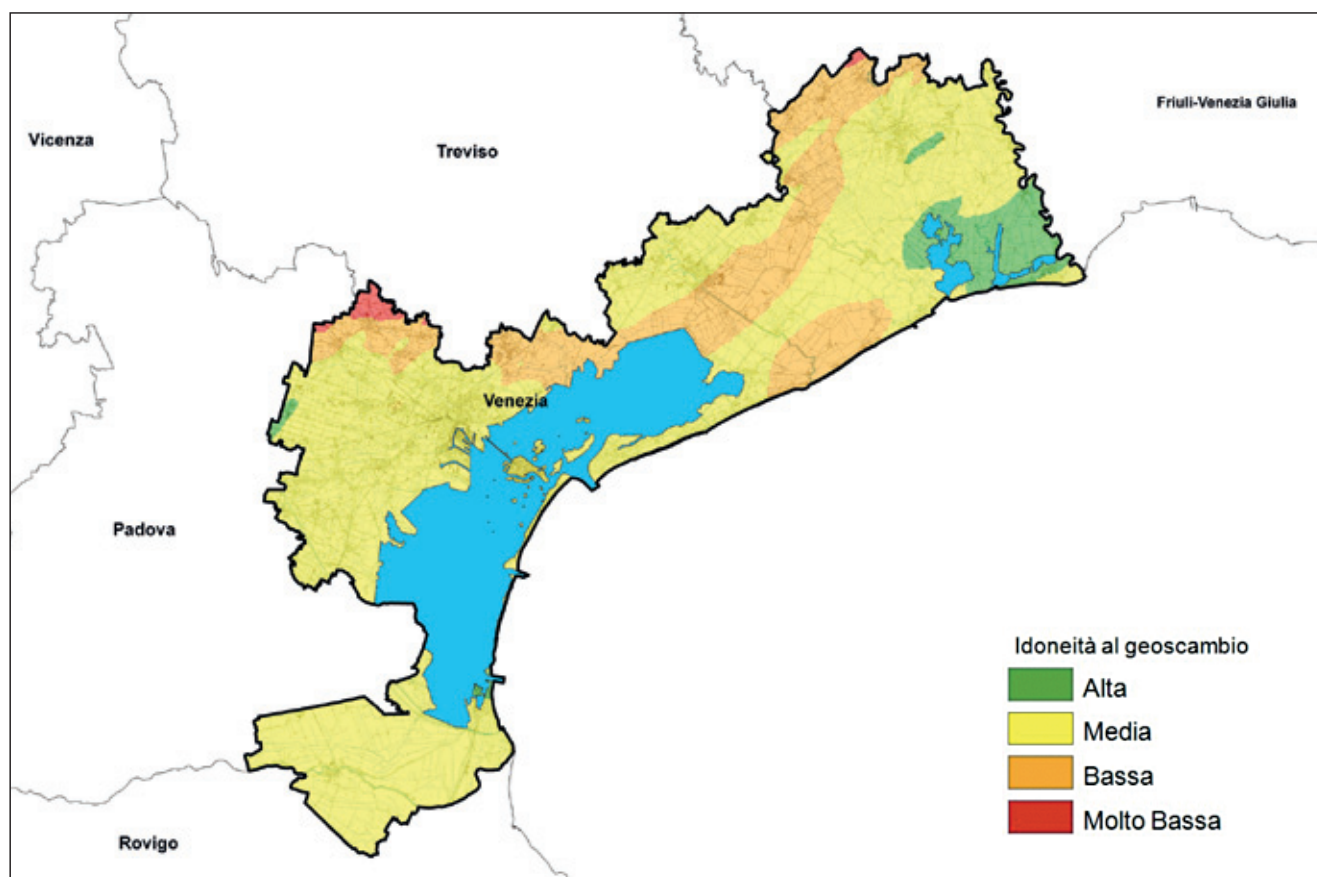 Friuli-Venezia Giulia
Vicenza
Treviso
Venezia
Padova
Rovigo
Idoneità al geoscambio
Alta
Media
Bassa
Molto Bassa